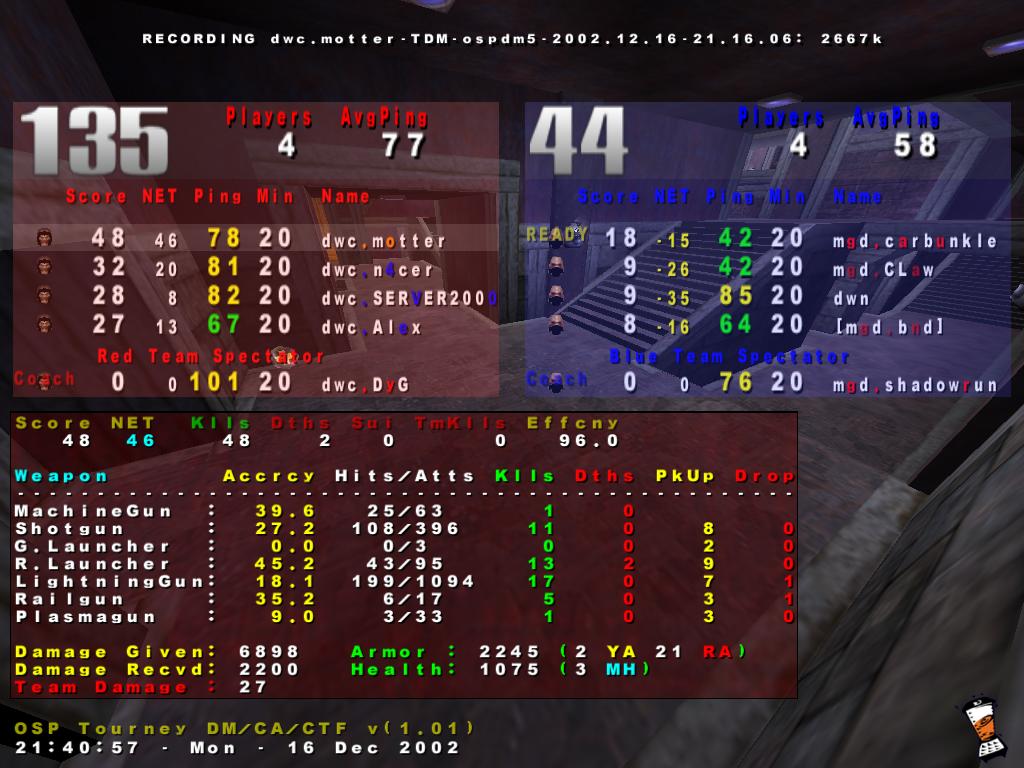 RECORDING dwc.motter-TDM-ospdm5-2002.12.16-21.16.06: 2667k
135 Players AvgPing
4 77
Score NET Ping Min Name
48 46 78 20 dwc.motter
32 20 81 20 dwc.n4cer
28 8 82 20 dwc.SERVER2000
27 13 67 20 dwc.Alex
Red Team Spectator
Coach 0 0 101 20 dwc.DyG
44 Players AvgPing
4 58
Score NET Ping Min Name
READY 18 -15 42 20 mgd.carbunkle
9 -26 42 20 mgd.CLaw
9 -35 85 20 dwn
8 -16 64 20 [mgd.bnd]
Blue Team Spectator
Coach 0 0 76 20 mgd.shadowrun
Score NET Klls Dths Sui TmKlls Effcny
48 46 48 2 0 0 96.0
Weapon Accrcy Hits/Atts Klls Dths PkUp Drop
MachineGun : 39.6 25/63 1 0
Shotgun : 27.2 108/396 11 0 8 0
G.Launcher : 0.0 0/3 0 0 2 0
R.Launcher : 45.2 43/95 13 2 9 0
LightningGun: 18.1 199/1094 17 0 7 1
Railgun : 35.2 6/17 5 0 3 1
Plasmagun : 9.0 3/33 1 0 3 0
Damage Given: 6898 Armor : 2245 (2 YA 21 RA)
Damage Recvd: 2200 Health: 1075 (3 MH)
Team Damage : 27
OSP Tourney DM/CA/CTF v(1.01)
21:40:57 - Mon - 16 Dec 2002